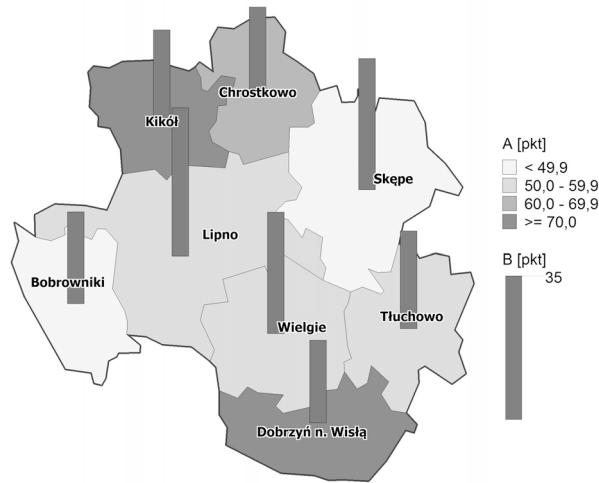 Chrostkowo
Kikół
Skępe
Lipno
Bobrowniki
Wielgie
Tłuchowo
Dobrzyń n. Wisłą
A [pkt]
< 49,9
50,0 - 59,9
60,0 - 69,9
>= 70,0
B [pkt]
35